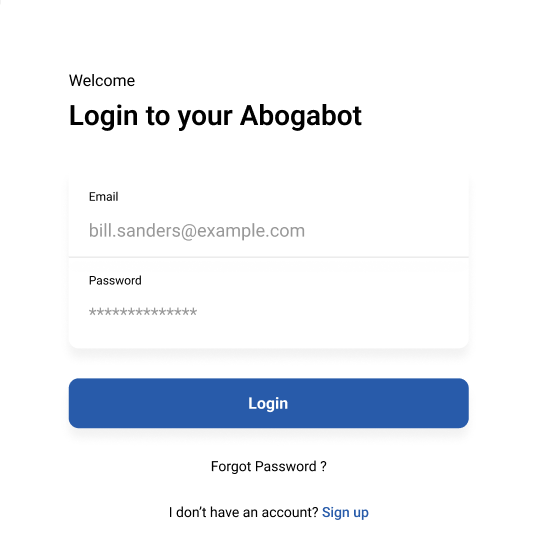 Welcome
Login to your Abogabot
Email
bill.sanders@example.com
Password
**************
Login
Forgot Password ?
I don’t have an account? Sign up